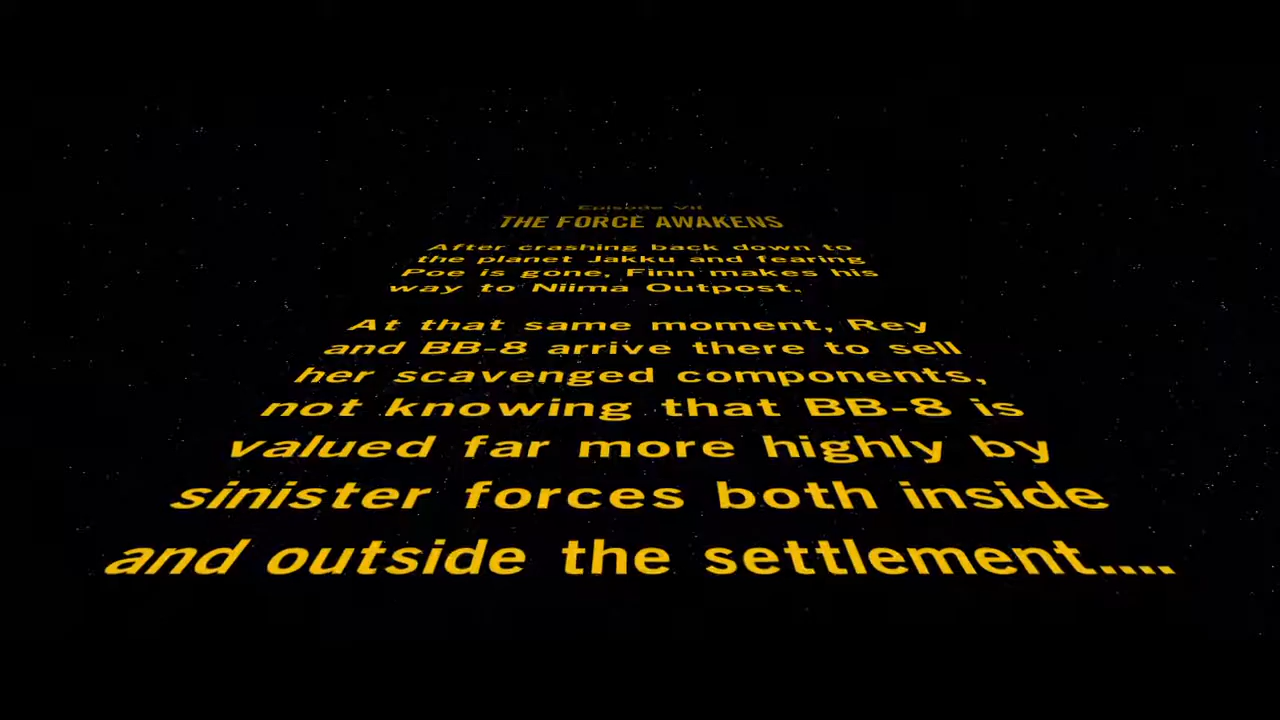 Episode VII
THE FORCE AWAKENS
After crashing back down to
the planet Jakku and fearing
Poe is gone, Finn makes his
way to Niima Outpost.
At that same moment, Rey
and BB-8 arrive there to sell
her scavenged components,
not knowing that BB-8 is
valued far more highly by
sinister forces both inside
and outside the settlement....